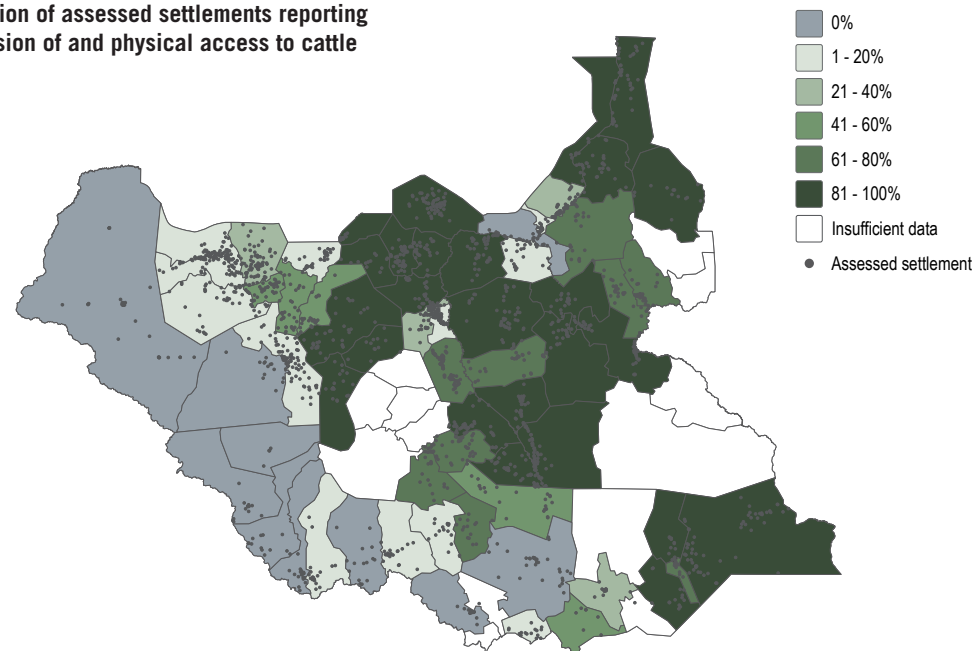 ion of assessed settlements reporting
sion of and physical access to cattle
0%
1 - 20%
21 - 40%
41 - 60%
61 - 80%
81 - 100%
Insufficient data
Assessed settlement